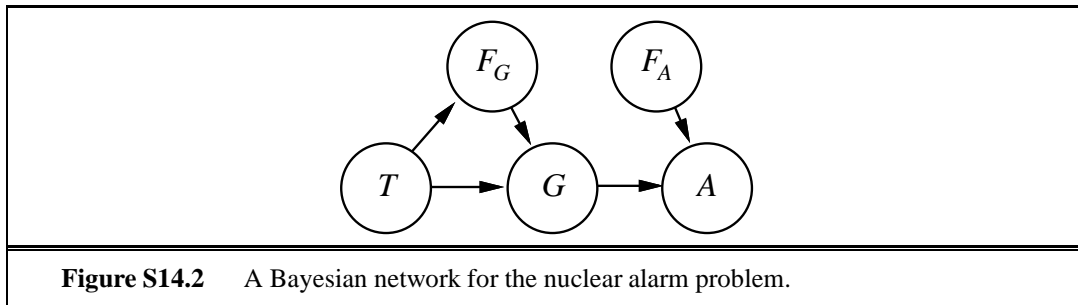 F_G
F_A
T
G
A
Figure S14.2 A Bayesian network for the nuclear alarm problem.